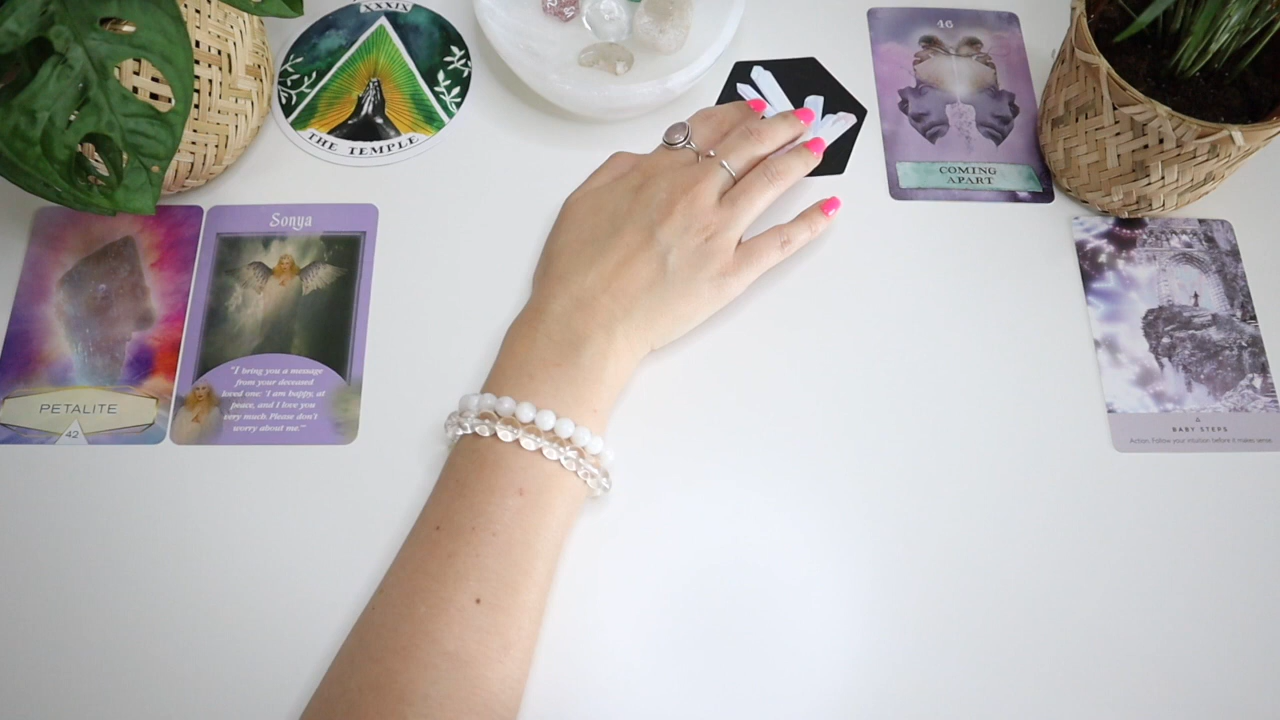 XXXIX
THE TEMPLE
46
COMING
APART
PETALITE
42
Sonya
"I bring you a message
from your deceased
loved one: 'I am happy, at
peace, and I love you
very much. Please don't
worry about me.'"
BABY STEPS
Action. Follow your intuition before it makes sense.